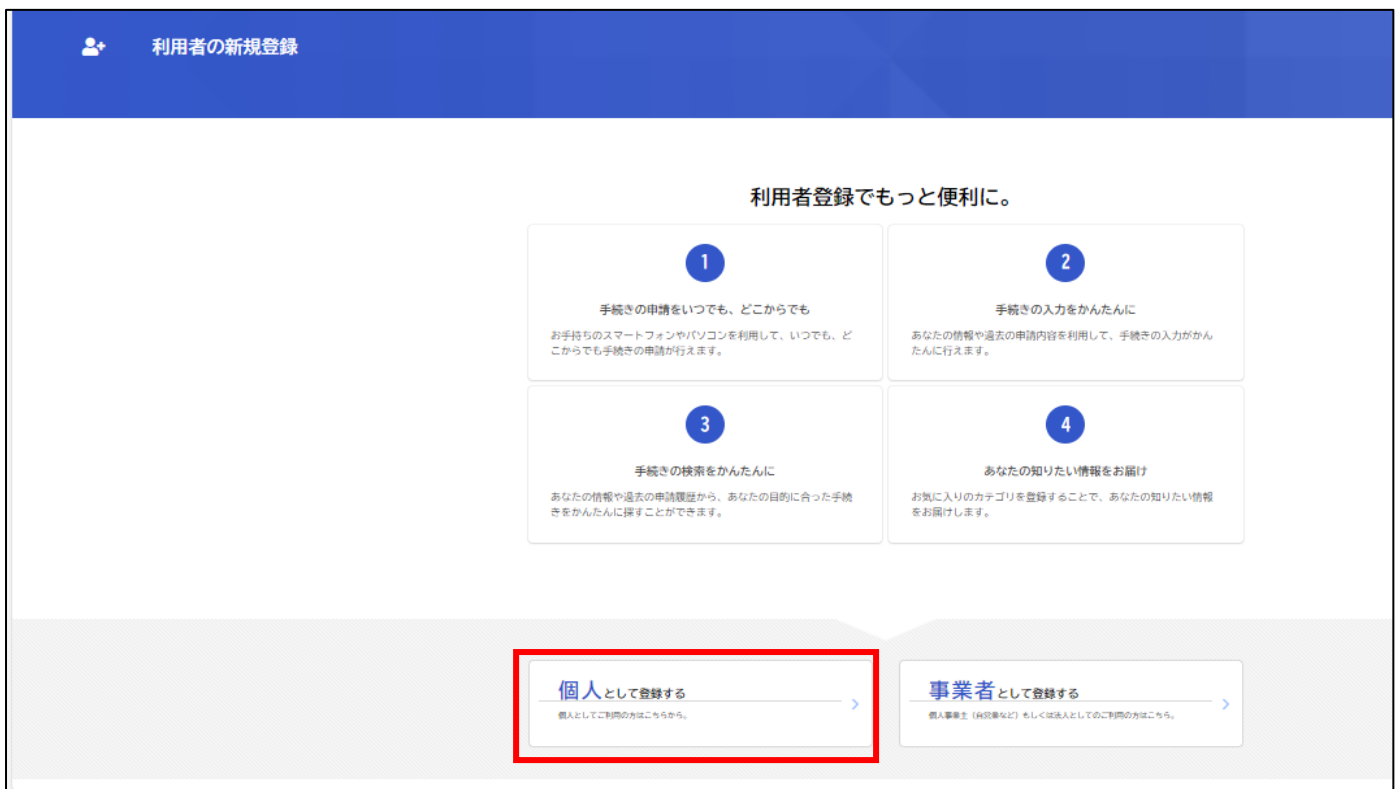 利用者の新規登録
利用者登録でもっと便利に。
1
手続きの申請をいつでも、どこからでも
お手持ちのスマートフォンやパソコンを利用して、いつでも、ど
こからでも手続きの申請が行えます。
2
手続きの入力をかんたんに
あなたの情報や過去の申請内容を利用して、手続きの入力がかん
たんに行えます。
3
手続きの検索をかんたんに
あなたの情報や過去の申請履歴から、あなたの目的に合った手続
きをかんたんに探すことができます。
4
あなたの知りたい情報をお届け
お気に入りのカテゴリを登録することで、あなたの知りたい情報
をお届けします。
個人として登録する
個人としてご利用の方はこちらから。
事業者として登録する
個人事業主（自営業など）もしくは法人としてのご利用の方はこちら。